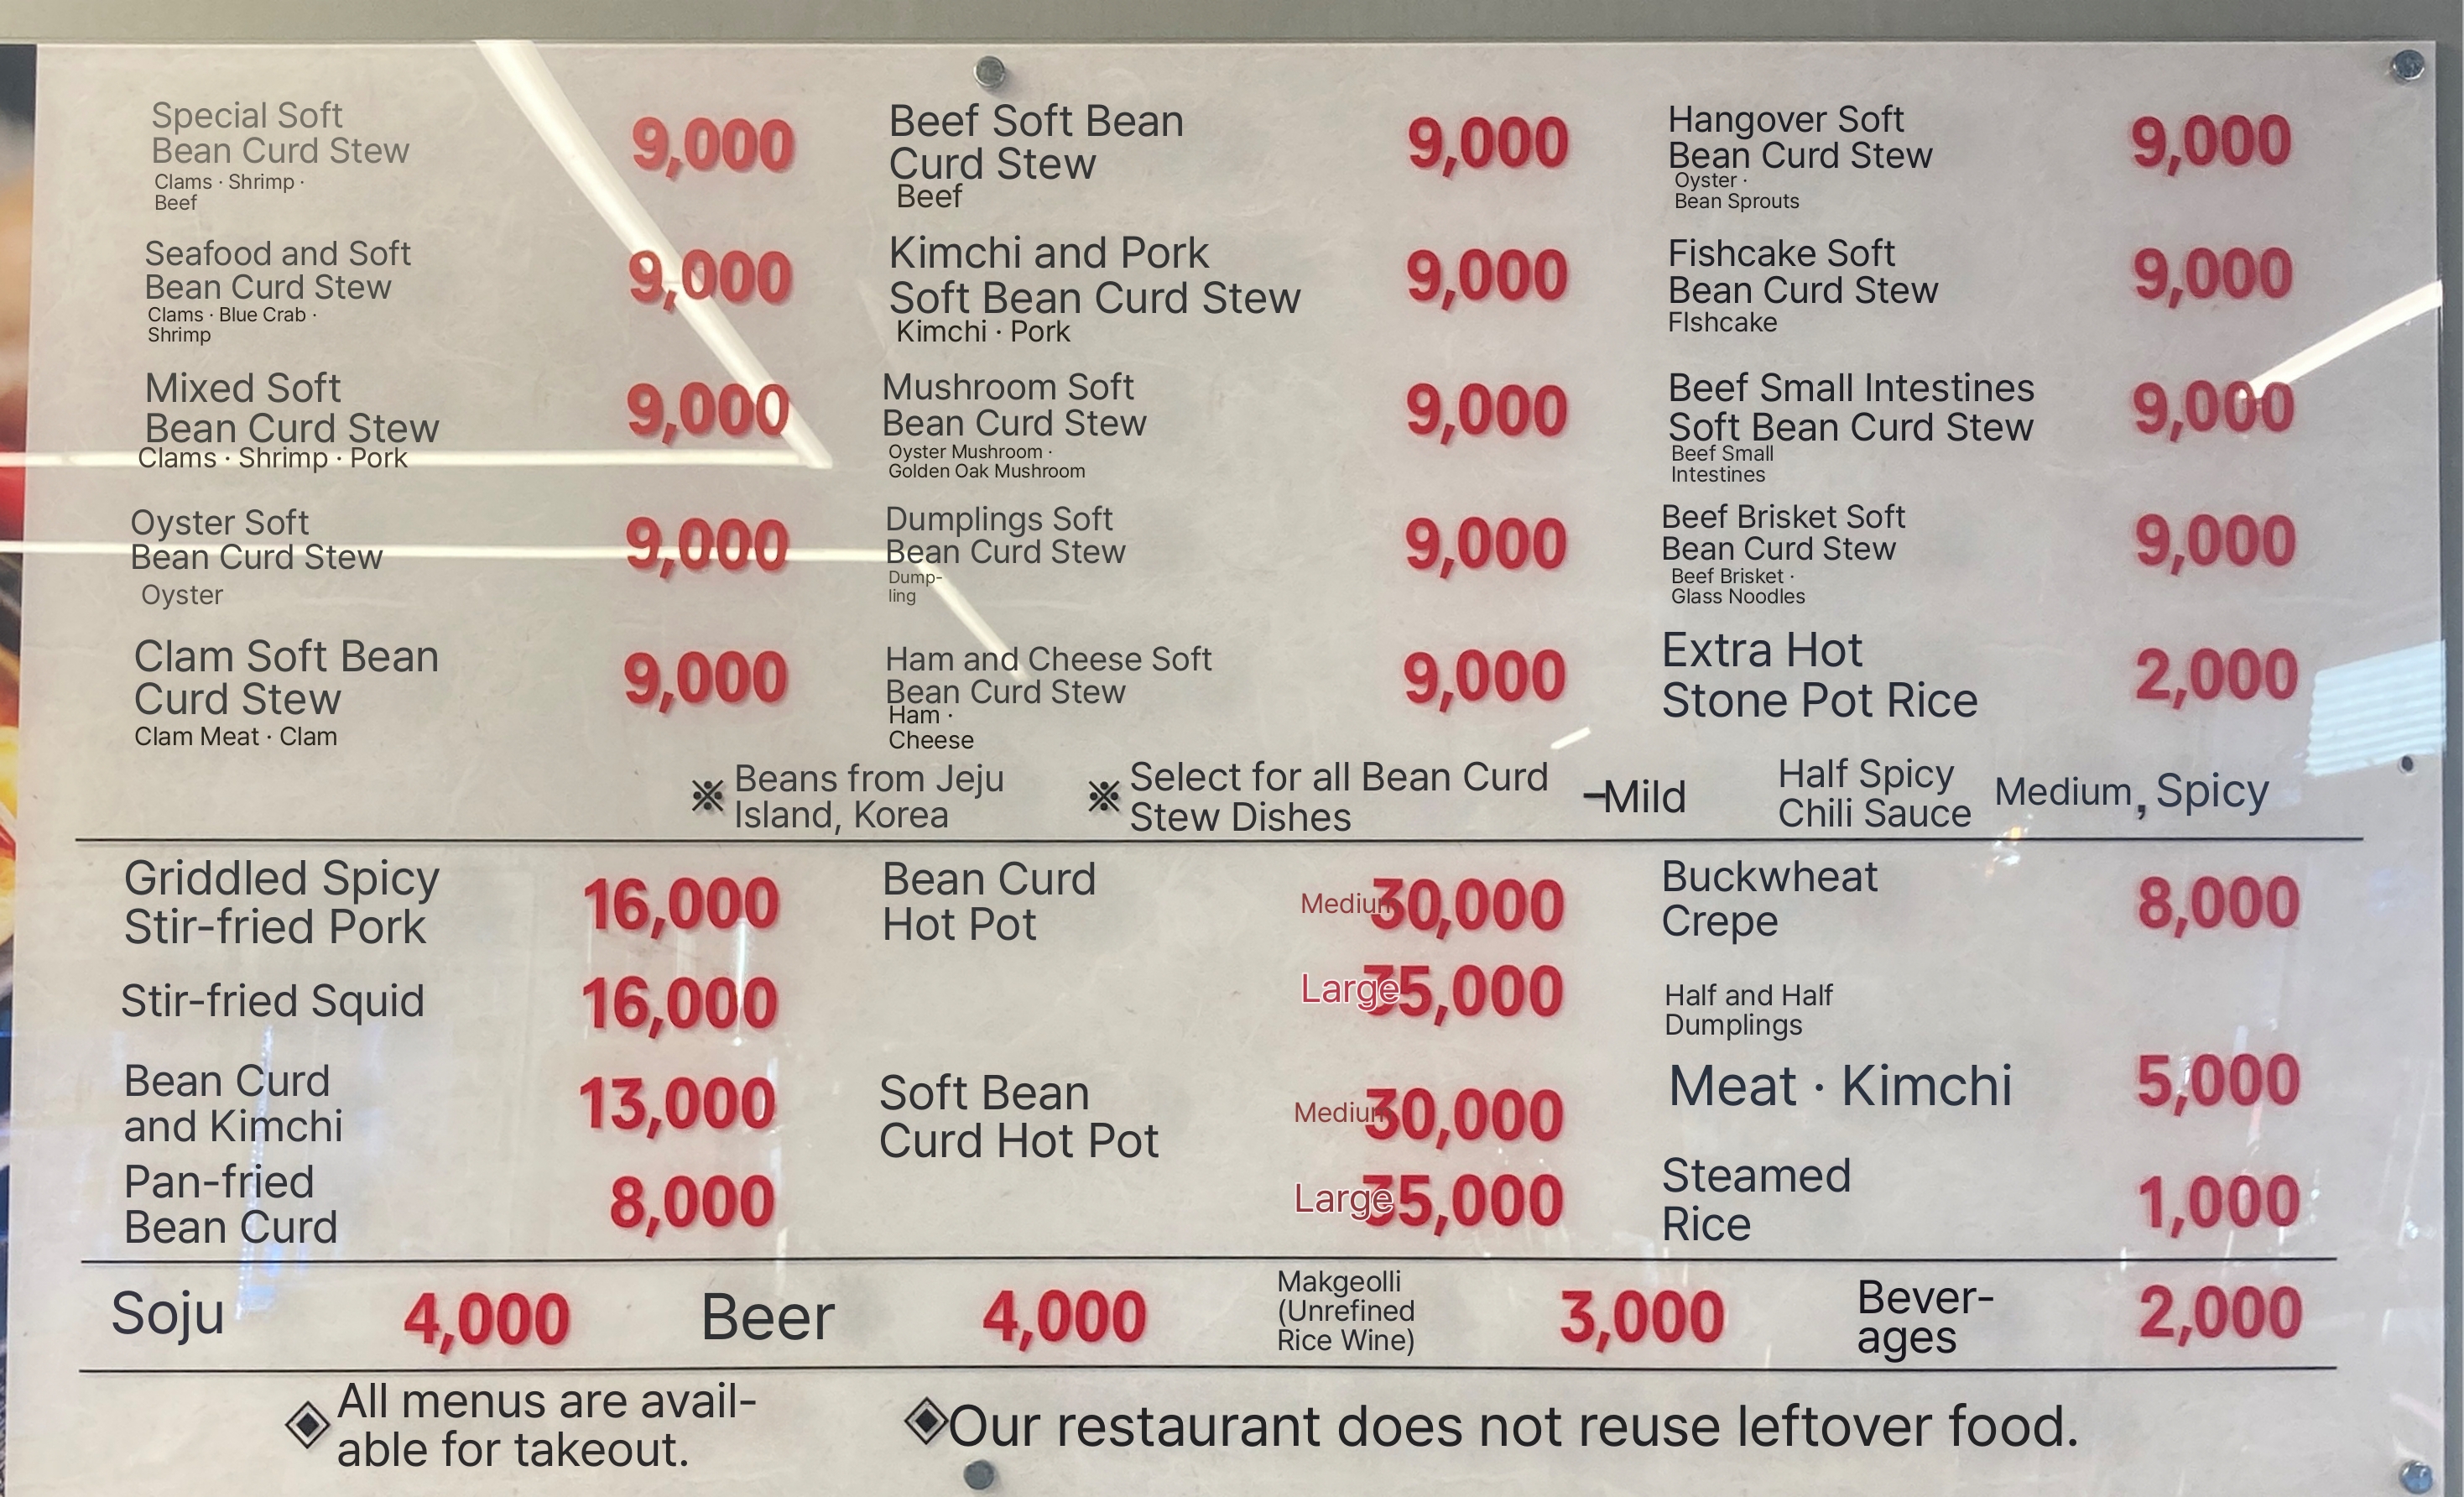 Special Soft
Bean Curd Stew
9,000
Clams · Shrimp ·
Beef
Beef Soft Bean
Curd Stew
9,000
Beef
Hangover Soft
Bean Curd Stew
9,000
Oyster ·
Bean Sprouts
Seafood and Soft
Bean Curd Stew
9,000
Clams · Blue Crab ·
Shrimp
Kimchi and Pork
Soft Bean Curd Stew
9,000
Kimchi · Pork
Fishcake Soft
Bean Curd Stew
9,000
FIshcake
Mixed Soft
Bean Curd Stew
9,000
Clams · Shrimp · Pork
Mushroom Soft
Bean Curd Stew
9,000
Oyster Mushroom ·
Golden Oak Mushroom
Beef Small Intestines
Soft Bean Curd Stew
9,000
Beef Small
Intestines
Oyster Soft
Bean Curd Stew
9,000
Oyster
Dumplings Soft
Bean Curd Stew
9,000
Dump-
ling
Beef Brisket Soft
Bean Curd Stew
9,000
Beef Brisket ·
Glass Noodles
Clam Soft Bean
Curd Stew
9,000
Clam Meat · Clam
Ham and Cheese Soft
Bean Curd Stew
9,000
Ham ·
Cheese
Extra Hot
Stone Pot Rice
2,000
※ Beans from Jeju
Island, Korea
※ Select for all Bean Curd
Stew Dishes
–Mild
Half Spicy
Chili Sauce
Medium, Spicy
Griddled Spicy
Stir-fried Pork
16,000
Bean Curd
Hot Pot
Medium 30,000
Large 35,000
Buckwheat
Crepe
8,000
Stir-fried Squid
16,000
Half and Half
Dumplings
Meat · Kimchi
5,000
Bean Curd
and Kimchi
13,000
Soft Bean
Curd Hot Pot
Medium 30,000
Large 35,000
Pan-fried
Bean Curd
8,000
Steamed
Rice
1,000
Soju
4,000
Beer
4,000
Makgeolli
(Unrefined
Rice Wine)
3,000
Bever-
ages
2,000
◈ All menus are avail-
able for takeout.
◈ Our restaurant does not reuse leftover food.